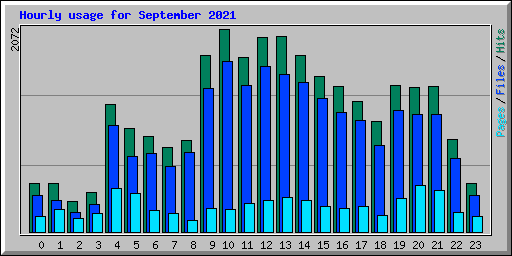 Hourly usage for September 2021
2072
Pages/Files/Hits
0 1 2 3 4 5 6 7 8 9 10 11 12 13 14 15 16 17 18 19 20 21 22 23